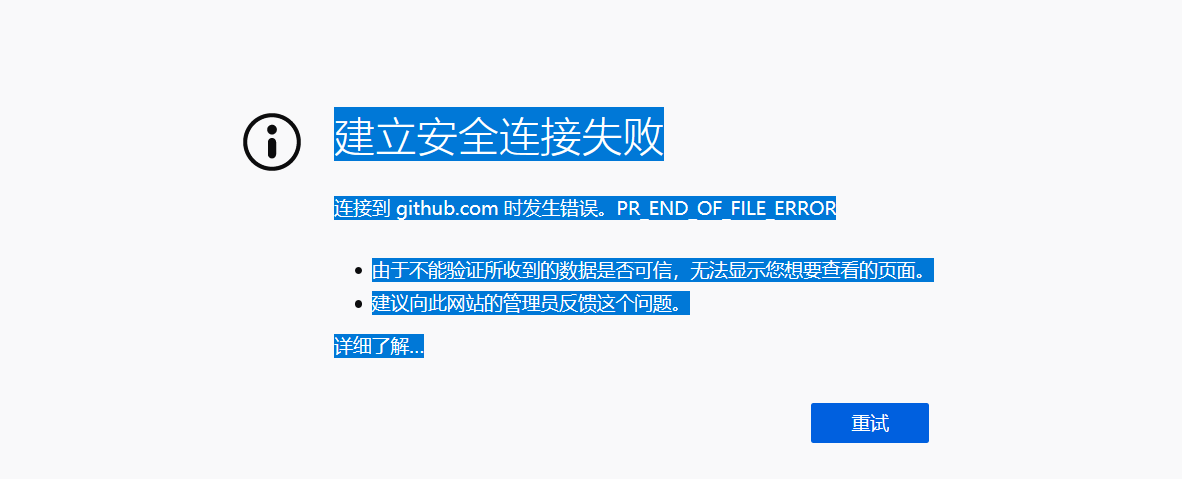 建立安全连接失败
连接到 github.com 时发生错误。PR_END_OF_FILE_ERROR
由于不能验证所收到的数据是否可信，无法显示您想要查看的页面。
建议向此网站的管理员反馈这个问题。
详细了解…
重试